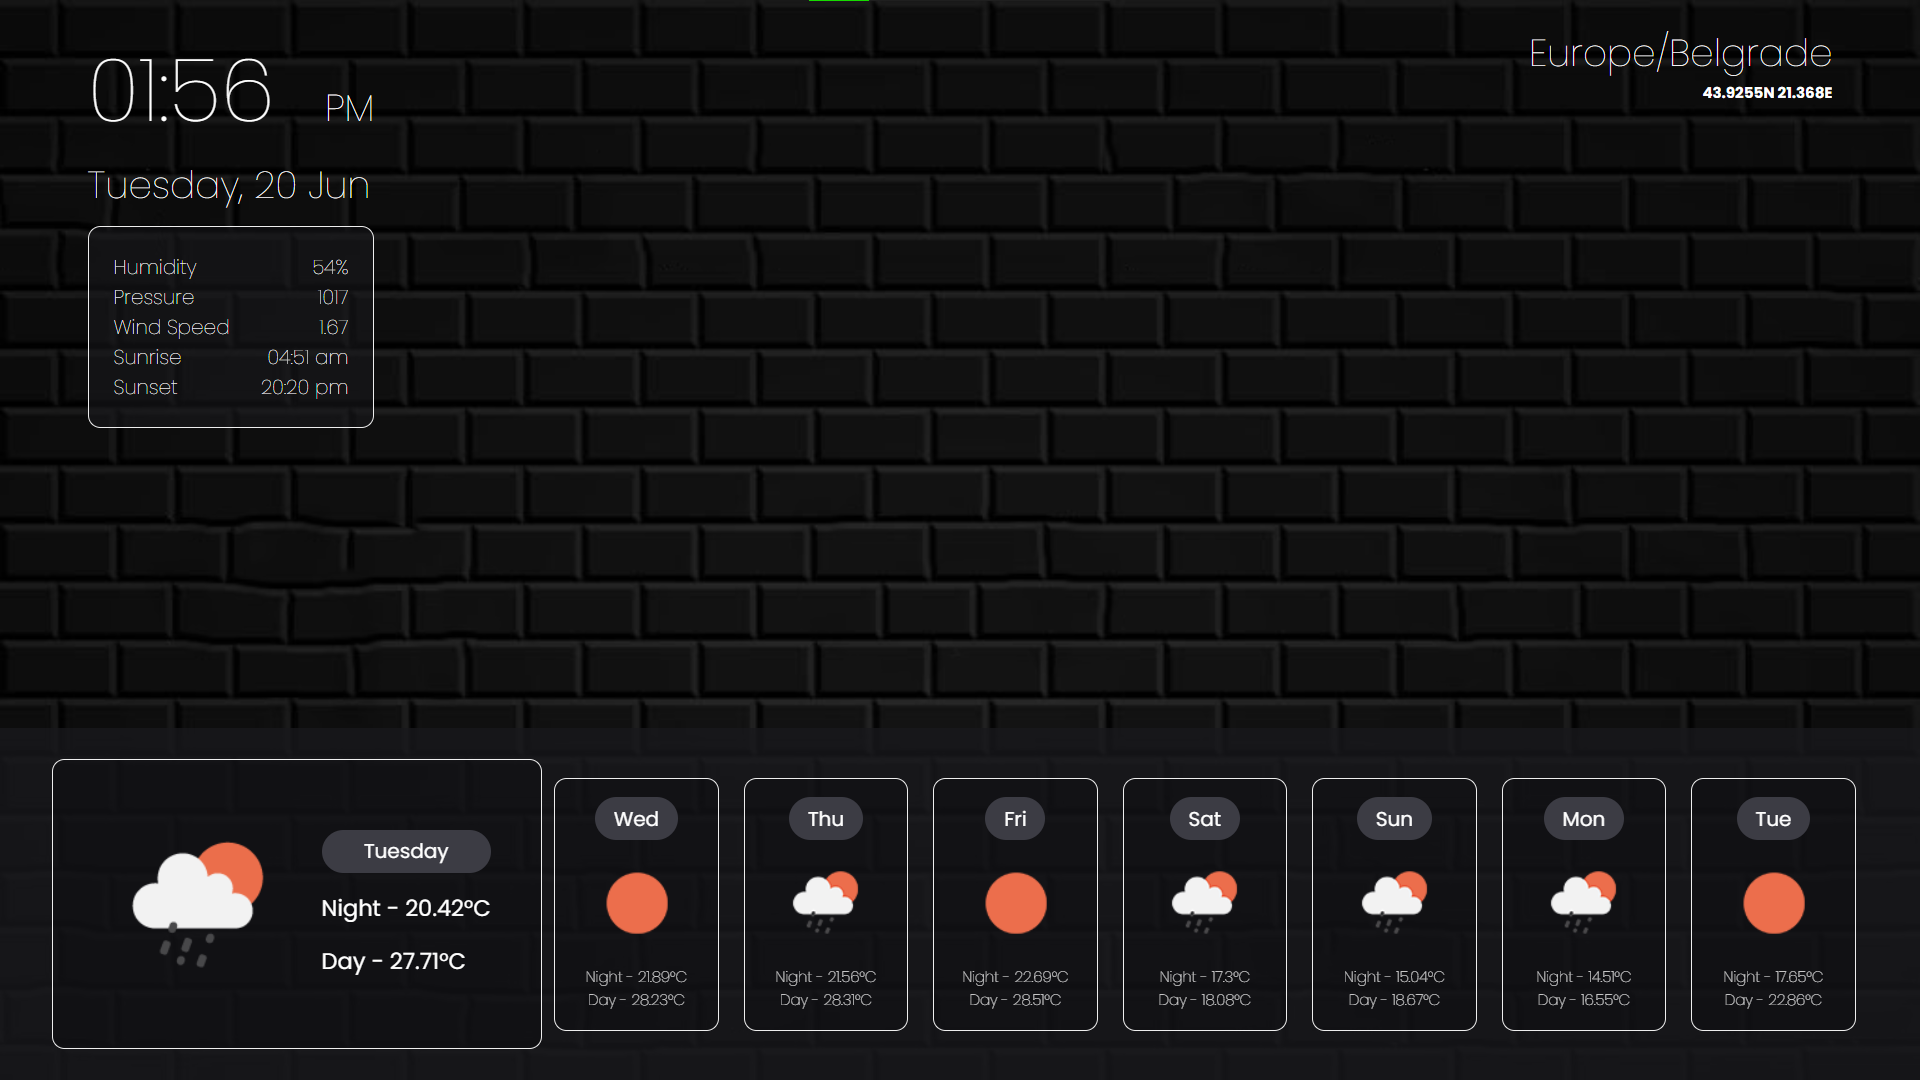 01:56 PM
Tuesday, 20 Jun
Humidity 54%
Pressure 1017
Wind Speed 1.67
Sunrise 04:51 am
Sunset 20:20 pm
Europe/Belgrade
43.9255N 21.368E
Tuesday
Night - 20.42°C
Day - 27.71°C
Wed
Night - 21.89°C
Day - 28.23°C
Thu
Night - 21.56°C
Day - 28.31°C
Fri
Night - 22.69°C
Day - 28.51°C
Sat
Night - 17.3°C
Day - 18.08°C
Sun
Night - 15.04°C
Day - 18.67°C
Mon
Night - 14.51°C
Day - 16.55°C
Tue
Night - 17.65°C
Day - 22.86°C